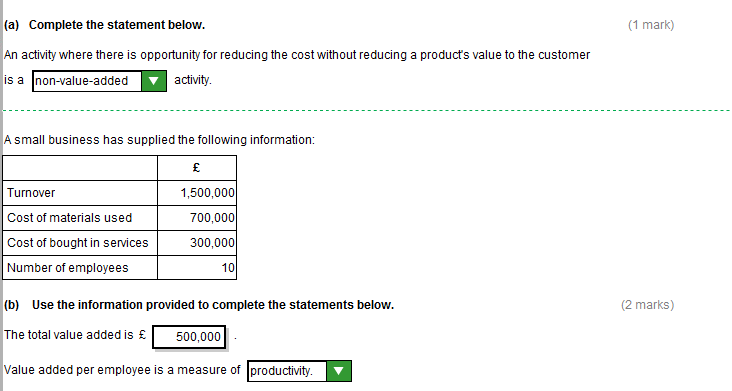 (a) Complete the statement below. (1 mark)
An activity where there is opportunity for reducing the cost without reducing a product's value to the customer
is a non-value-added activity.
A small business has supplied the following information:
£
Turnover 1,500,000
Cost of materials used 700,000
Cost of bought in services 300,000
Number of employees 10
(b) Use the information provided to complete the statements below. (2 marks)
The total value added is £ 500,000 .
Value added per employee is a measure of productivity.